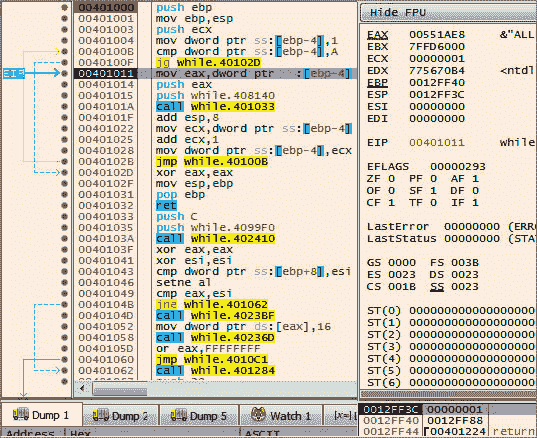 00401000 push ebp
00401001 mov ebp,esp
00401003 push ecx
00401004 mov dword ptr ss:[ebp-4],1
0040100B cmp dword ptr ss:[ebp-4],A
0040100F jg while.40102D
00401011 mov eax,dword ptr ss:[ebp-4]
00401014 push eax
00401015 push while.408140
0040101A call while.401033
0040101F add esp,8
00401022 mov ecx,dword ptr ss:[ebp-4]
00401025 add ecx,1
00401028 mov dword ptr ss:[ebp-4],ecx
0040102B jmp while.40100B
0040102D xor eax,eax
0040102F mov esp,ebp
00401031 pop ebp
00401032 ret
00401033 push C
00401035 push while.4099F0
0040103A call while.402410
0040103F xor eax,eax
00401041 xor esi,esi
00401043 cmp dword ptr ss:[ebp+8],esi
00401046 setne al
00401049 cmp eax,esi
0040104B jne while.401062
0040104D call while.4023BF
00401052 mov dword ptr ds:[eax],16
00401058 call while.40236D
0040105D or eax,FFFFFFFF
00401060 jmp while.4010C1
00401062 call while.401284
EIP
Hide FPU
EAX 00551AE8 &"ALL
EBX 7FFD6000
ECX 00000001
EDX 775670B4 <ntdl
EBP 0012FF40
ESP 0012FF3C
ESI 00000000
EDI 00000000
EIP 00401011 while
EFLAGS 00000293
ZF 0 PF 0 AF 1
OF 0 SF 1 DF 0
CF 1 TF 0 IF 1
LastError 00000000 (ERR
LastStatus 00000000 (STA
GS 0000 FS 003B
ES 0023 DS 0023
CS 001B SS 0023
ST(0) 0000000000000000000
ST(1) 0000000000000000000
ST(2) 0000000000000000000
ST(3) 0000000000000000000
ST(4) 0000000000000000000
ST(5) 0000000000000000000
ST(6) 0000000000000000000
Dump 1 Dump 2 Dump 5 Watch 1 [x=]
Address Hex ASCII
0012FF3C 00000001
0012FF40 0012FF88
0012FF44 00401224 return